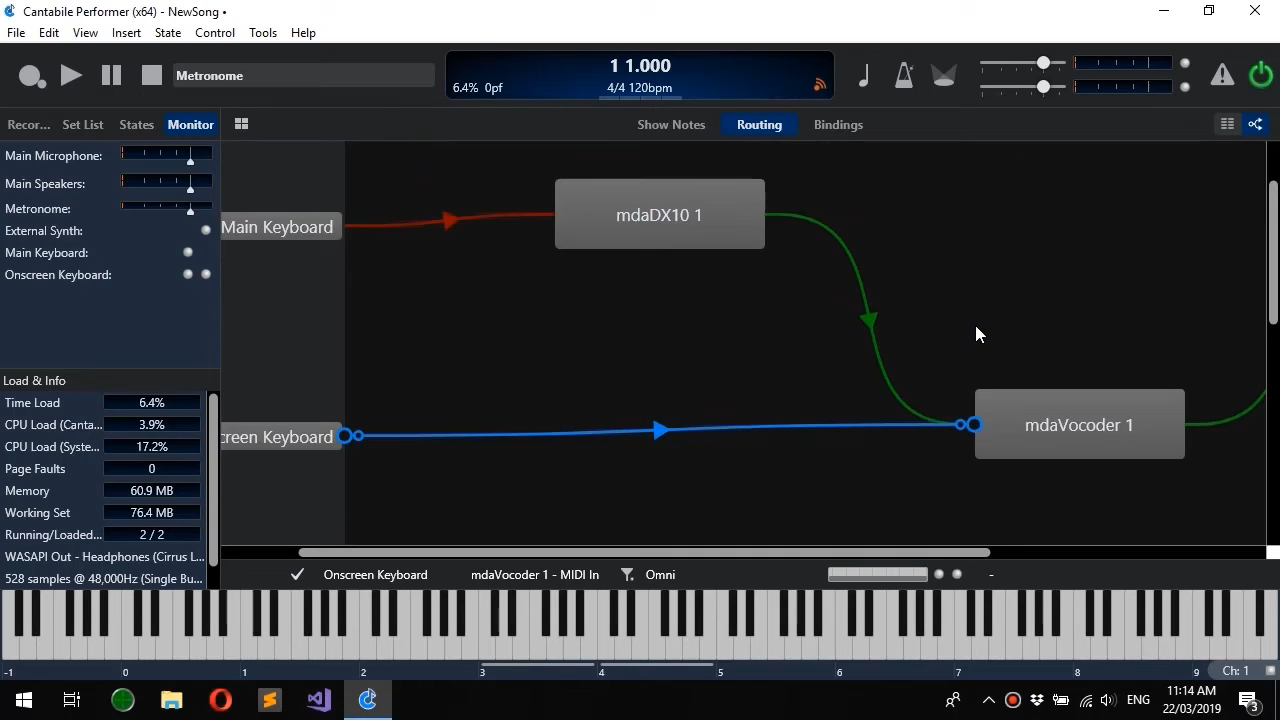 Cantabile Performer (x64) - NewSong •
File Edit View Insert State Control Tools Help
Metronome
1 1.000
6.4% 0pf
4/4 120bpm
Recor... Set List States Monitor
Show Notes Routing Bindings
Main Microphone:
Main Speakers:
Metronome:
External Synth:
Main Keyboard:
Onscreen Keyboard:
Main Keyboard
mdaDX10 1
creen Keyboard
mdaVocoder 1
Load & Info
Time Load 6.4%
CPU Load (Canta... 3.9%
CPU Load (Syste... 17.2%
Page Faults 0
Memory 60.9 MB
Working Set 76.4 MB
Running/Loaded... 2 / 2
WASAPI Out - Headphones (Cirrus L...
528 samples @ 48,000Hz (Single Bu...
Onscreen Keyboard mdaVocoder 1 - MIDI In Omni -
-1 0 1 2 3 4 5 6 7 8 9 Ch: 1
ENG
11:14 AM
22/03/2019
3